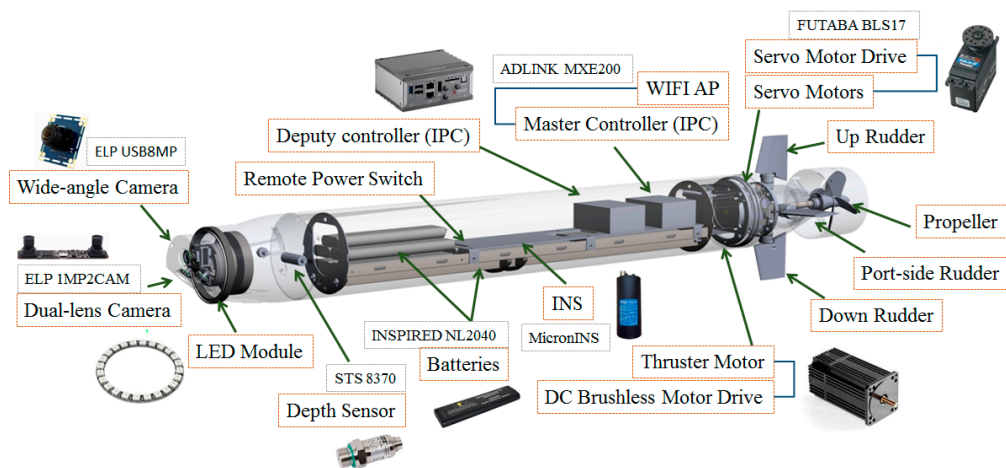 FUTABA BLS17
Servo Motor Drive
Servo Motors
ADLINK MXE200
WIFI AP
Master Controller (IPC)
Deputy controller (IPC)
Up Rudder
ELP USB8MP
Wide-angle Camera
Remote Power Switch
Propeller
Port-side Rudder
Down Rudder
ELP 1MP2CAM
Dual-lens Camera
LED Module
INS
MicronINS
INSPIRED NL2040
Batteries
STS 8370
Depth Sensor
Thruster Motor
DC Brushless Motor Drive